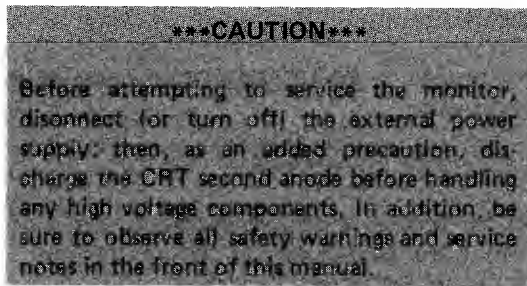 ***CAUTION***
Before attempting to service the monitor,
disconnect (or turn off) the external power
supply; then, as an added precaution, dis-
charge the CRT second anode before handling
any high voltage components. In addition, be
sure to observe all safety warnings and service
notes in the front of this manual.